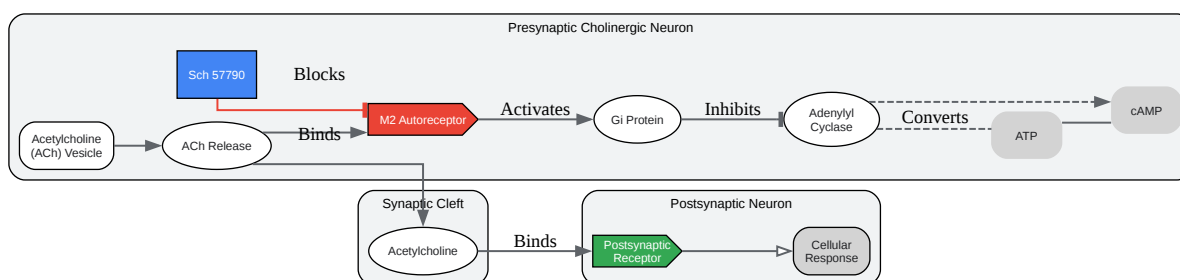 Presynaptic Cholinergic Neuron
Sch 57790
Blocks
M2 Autoreceptor
Activates
Gi Protein
Inhibits
Adenylyl
Cyclase
Converts
cAMP
ATP
Acetylcholine
(ACh) Vesicle
ACh Release
Binds
Synaptic Cleft
Acetylcholine
Binds
Postsynaptic Neuron
Postsynaptic
Receptor
Cellular
Response